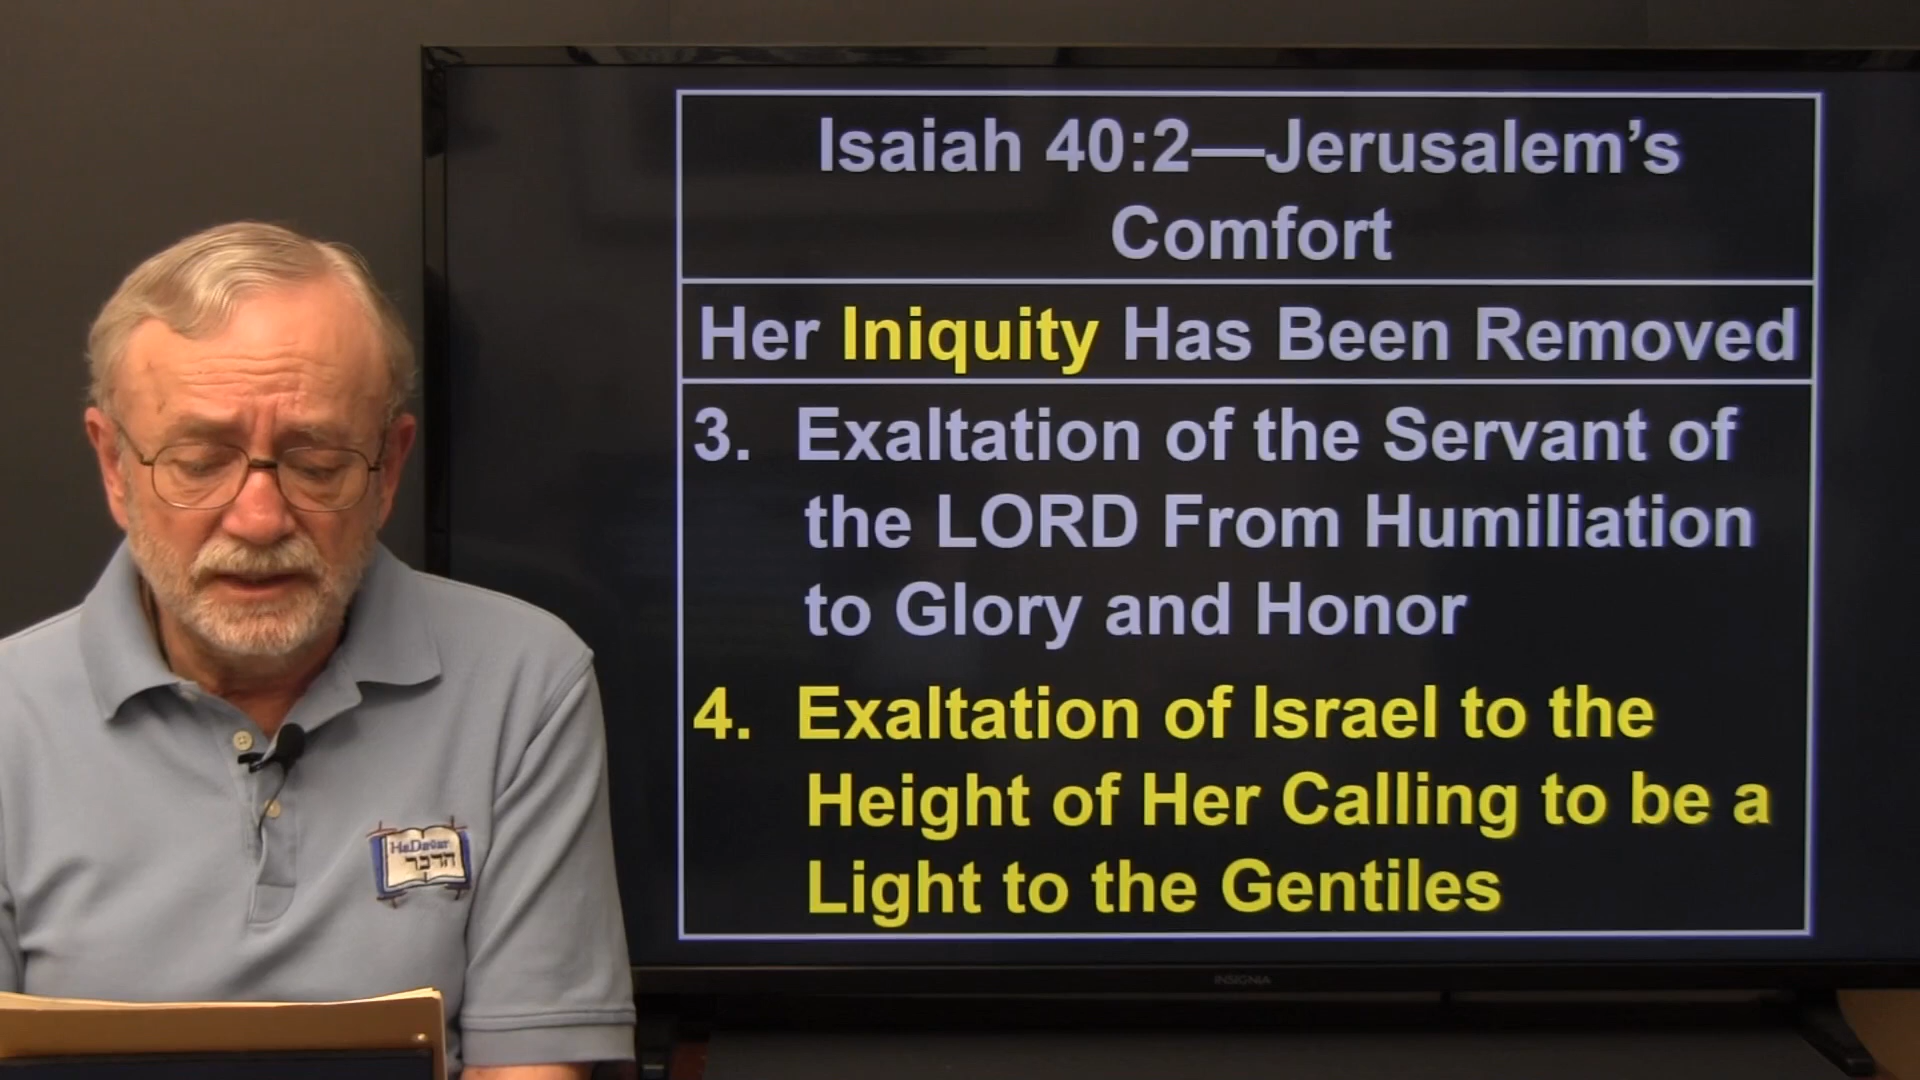 Isaiah 40:2—Jerusalem’s
Comfort
Her Iniquity Has Been Removed
3. Exaltation of the Servant of
the LORD From Humiliation
to Glory and Honor
4. Exaltation of Israel to the
Height of Her Calling to be a
Light to the Gentiles
HaDavar
הדבר
INSIGNIA